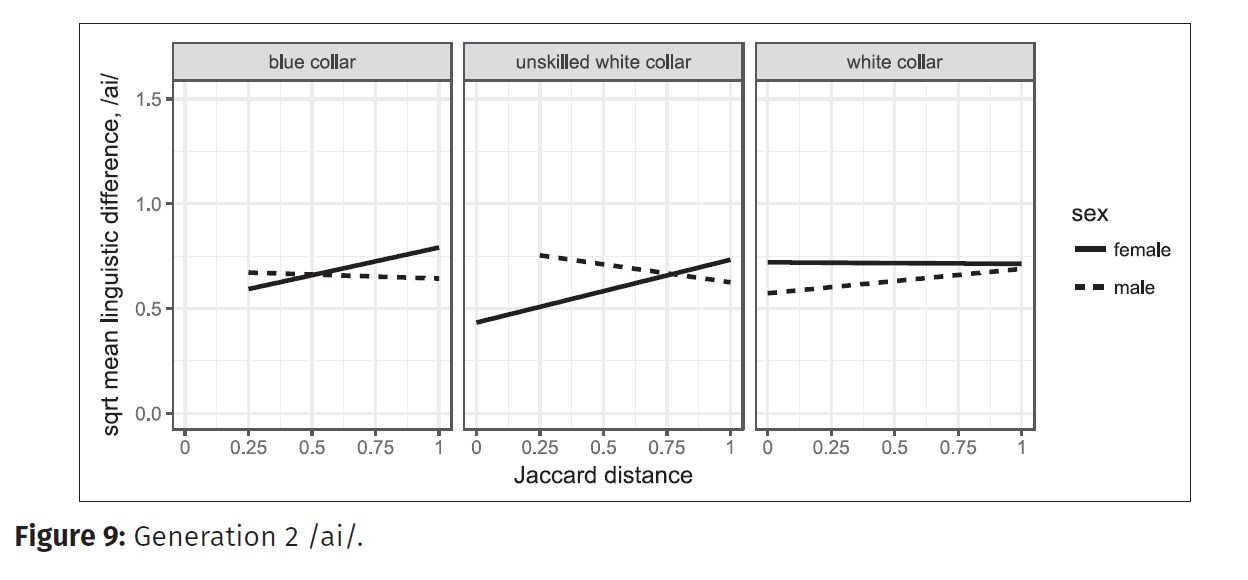 blue collar unskilled white collar white collar
sqrt mean linguistic difference, /ai/
1.5
1.0
0.5
0.0
sex
female
male
0 0.25 0.5 0.75 1 0 0.25 0.5 0.75 1 0 0.25 0.5 0.75 1
Jaccard distance
Figure 9: Generation 2 /ai/.